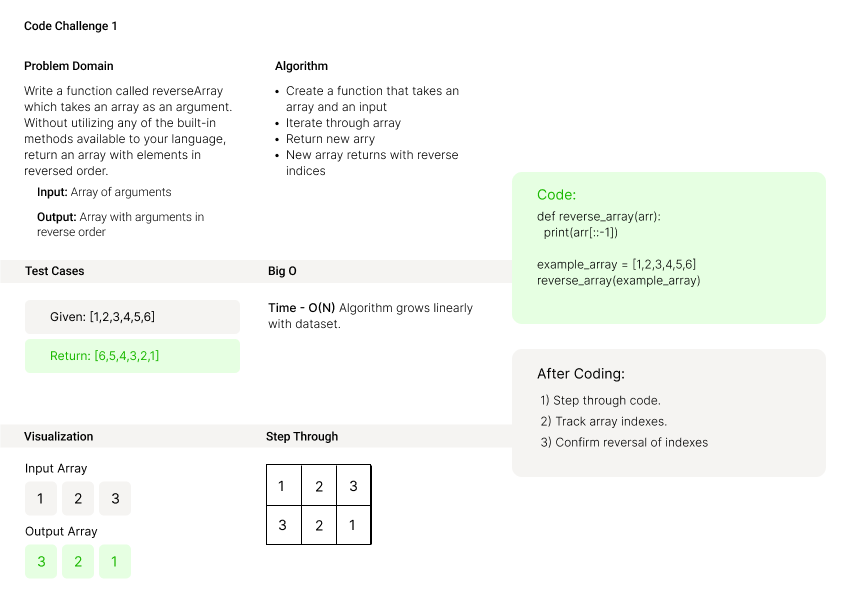 Code Challenge 1
Problem Domain
Write a function called reverseArray
which takes an array as an argument.
Without utilizing any of the built-in
methods available to your language,
return an array with elements in
reversed order.
Input: Array of arguments
Output: Array with arguments in
reverse order
Algorithm
• Create a function that takes an
array and an input
• Iterate through array
• Return new arry
• New array returns with reverse
indices
Code:
def reverse_array(arr):
print(arr[::-1])
example_array = [1,2,3,4,5,6]
reverse_array(example_array)
Test Cases
Given: [1,2,3,4,5,6]
Return: [6,5,4,3,2,1]
Big O
Time - O(N) Algorithm grows linearly
with dataset.
After Coding:
1) Step through code.
2) Track array indexes.
3) Confirm reversal of indexes
Visualization
Input Array
1 2 3
Output Array
3 2 1
Step Through
1 2 3
3 2 1